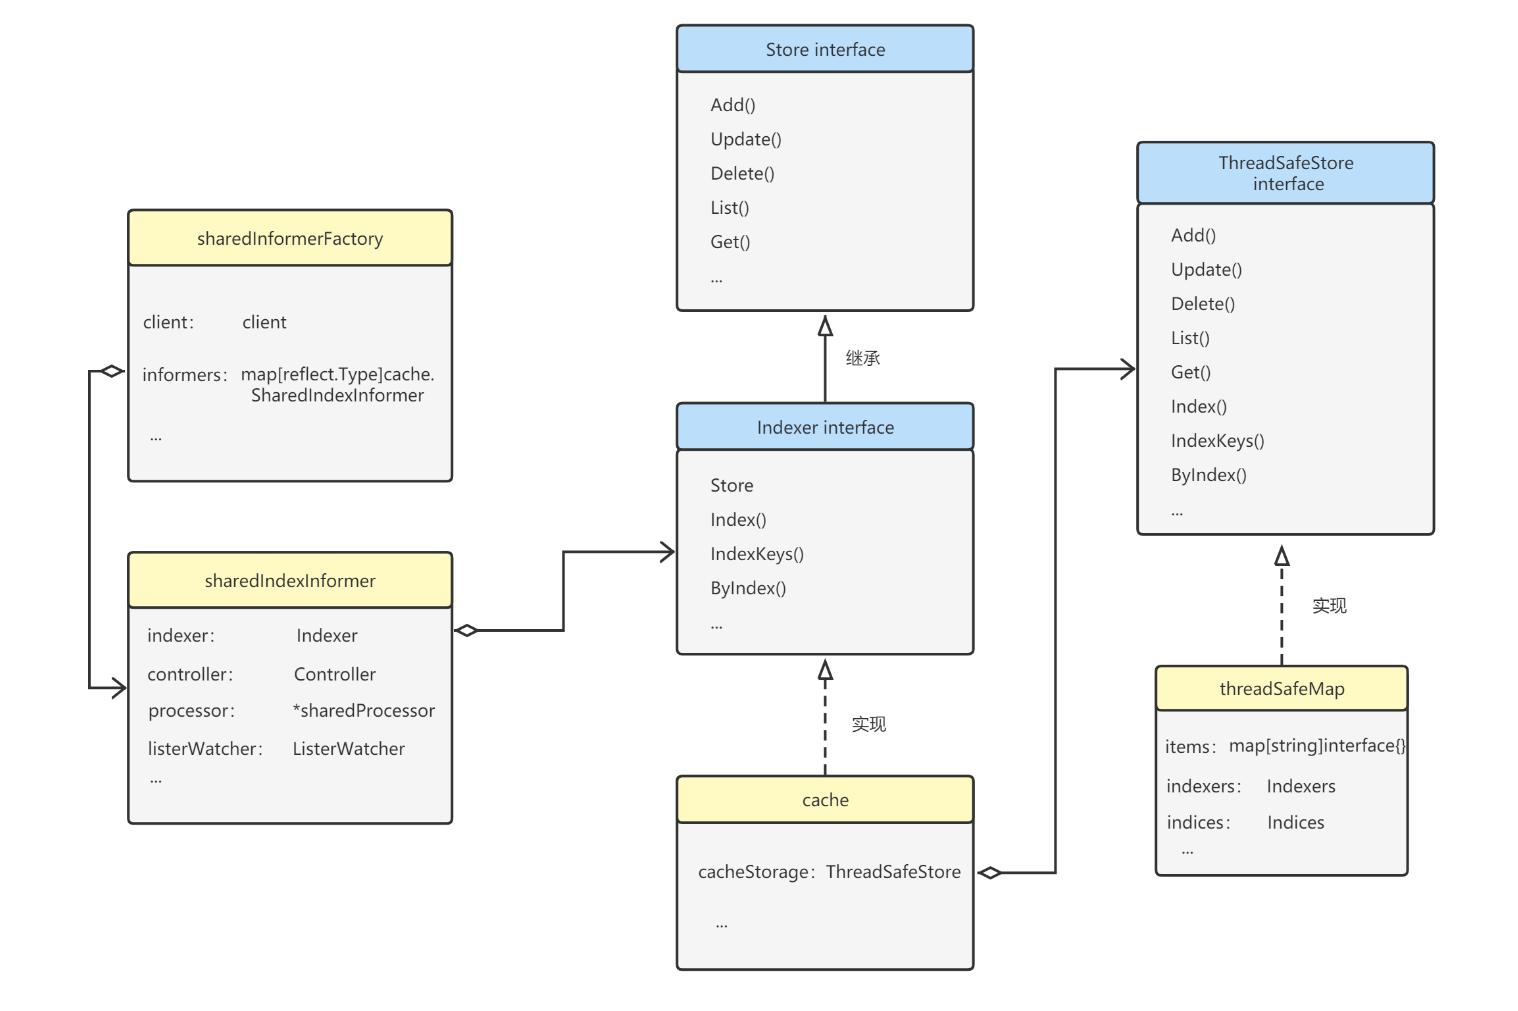 Store interface
Add()
Update()
Delete()
List()
Get()
...
ThreadSafeStore
interface
Add()
Update()
Delete()
List()
Get()
Index()
IndexKeys()
ByIndex()
...
sharedInformerFactory
client： client
informers： map[reflect.Type]cache.
SharedIndexInformer
...
继承
Indexer interface
Store
Index()
IndexKeys()
ByIndex()
...
sharedIndexInformer
indexer： Indexer
controller： Controller
processor： *sharedProcessor
listerWatcher： ListerWatcher
...
实现
实现
threadSafeMap
items： map[string]interface{}
indexers： Indexers
indices： Indices
...
cache
cacheStorage：ThreadSafeStore
...